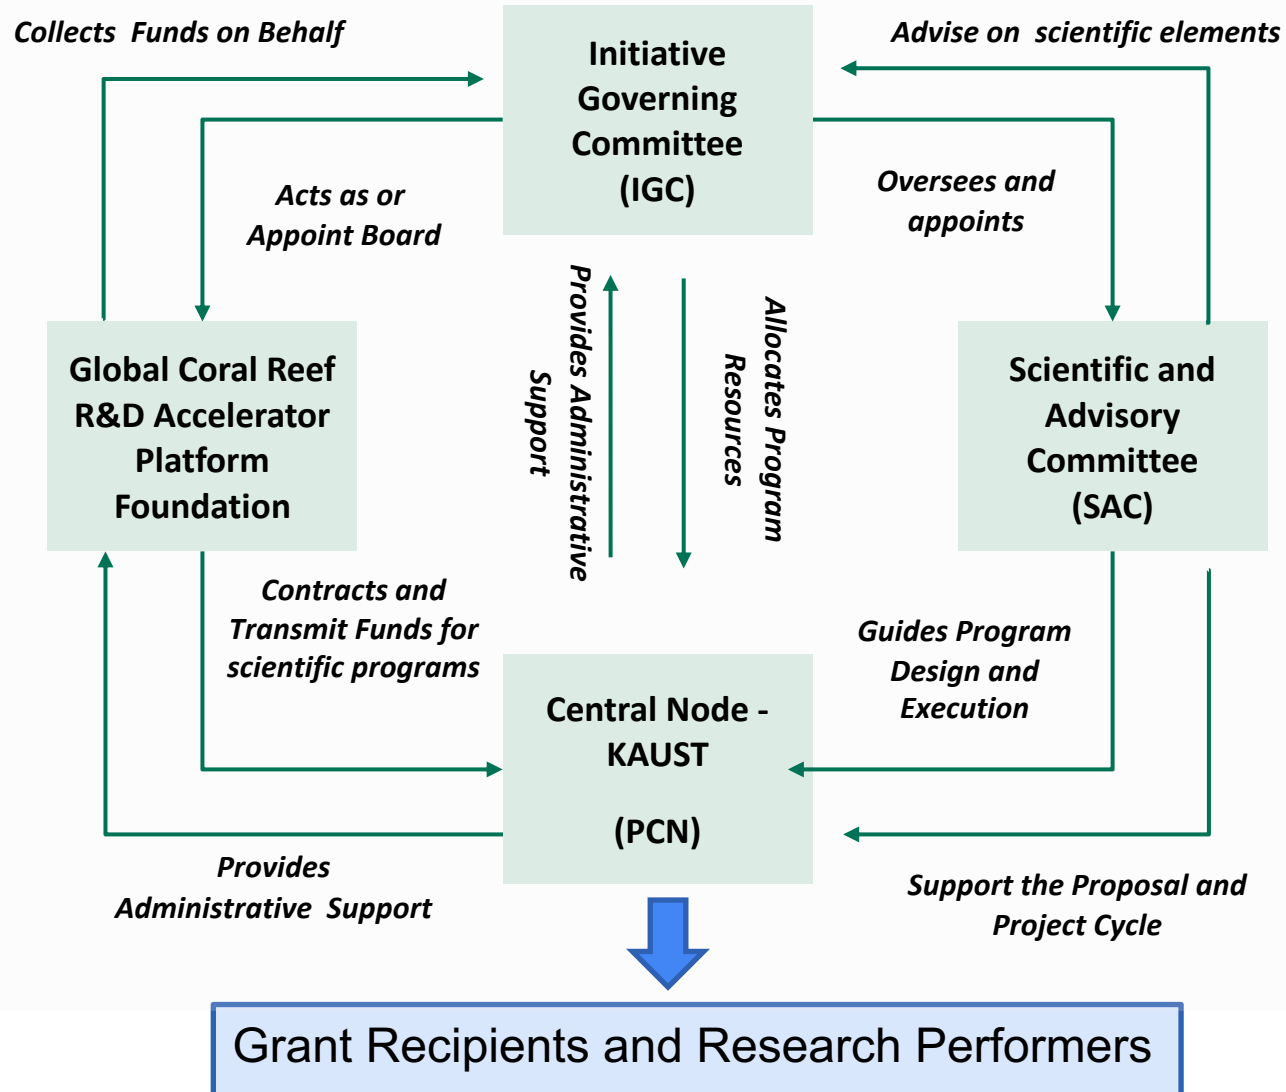 Collects Funds on Behalf
Advise on scientific elements
Initiative
Governing
Committee
(IGC)
Acts as or
Appoint Board
Oversees and
appoints
Provides Administrative
Support
Allocates Program
Resources
Global Coral Reef
R&D Accelerator
Platform
Foundation
Scientific and
Advisory
Committee
(SAC)
Contracts and
Transmit Funds for
scientific programs
Guides Program
Design and
Execution
Central Node -
KAUST
(PCN)
Provides
Administrative Support
Support the Proposal and
Project Cycle
Grant Recipients and Research Performers